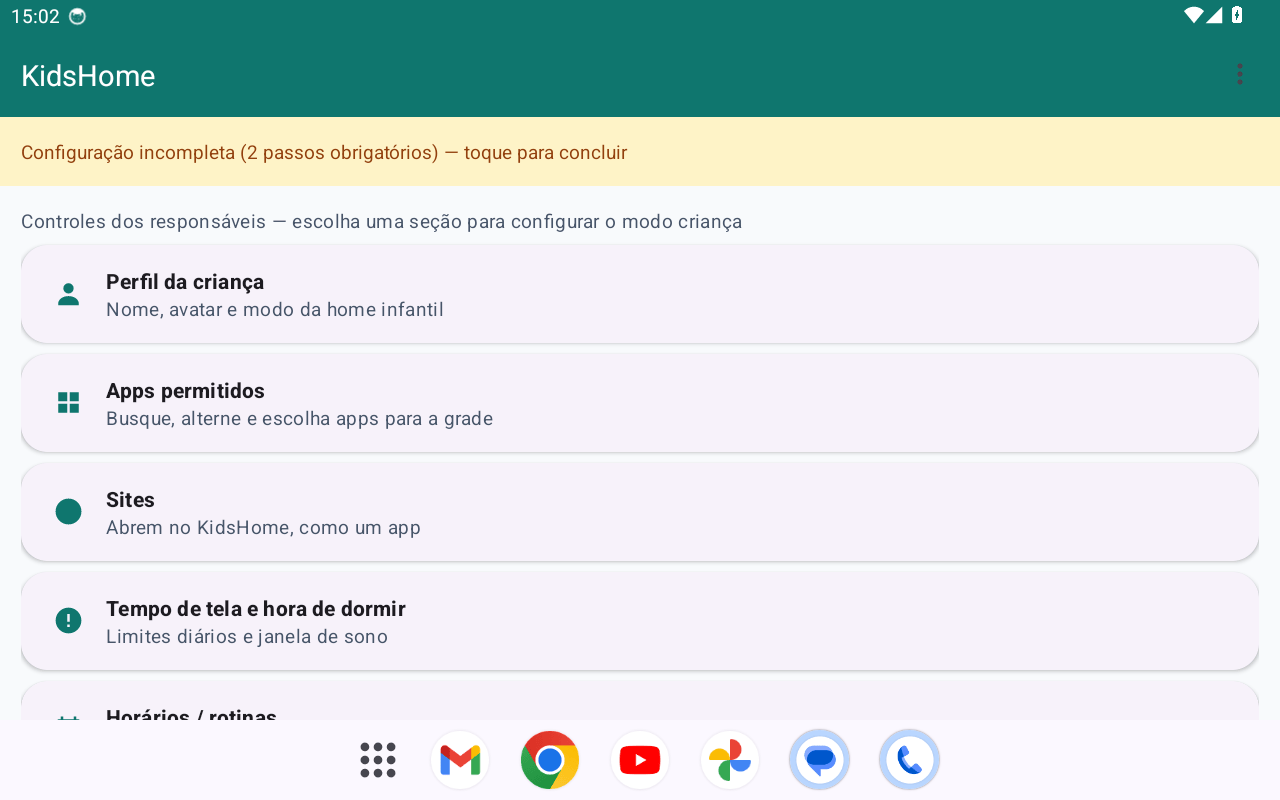 15:02
KidsHome
Configuração incompleta (2 passos obrigatórios) — toque para concluir
Controles dos responsáveis — escolha uma seção para configurar o modo criança
Perfil da criança
Nome, avatar e modo da home infantil
Apps permitidos
Busque, alterne e escolha apps para a grade
Sites
Abrem no KidsHome, como um app
Tempo de tela e hora de dormir
Limites diários e janela de sono
Horários / rotinas